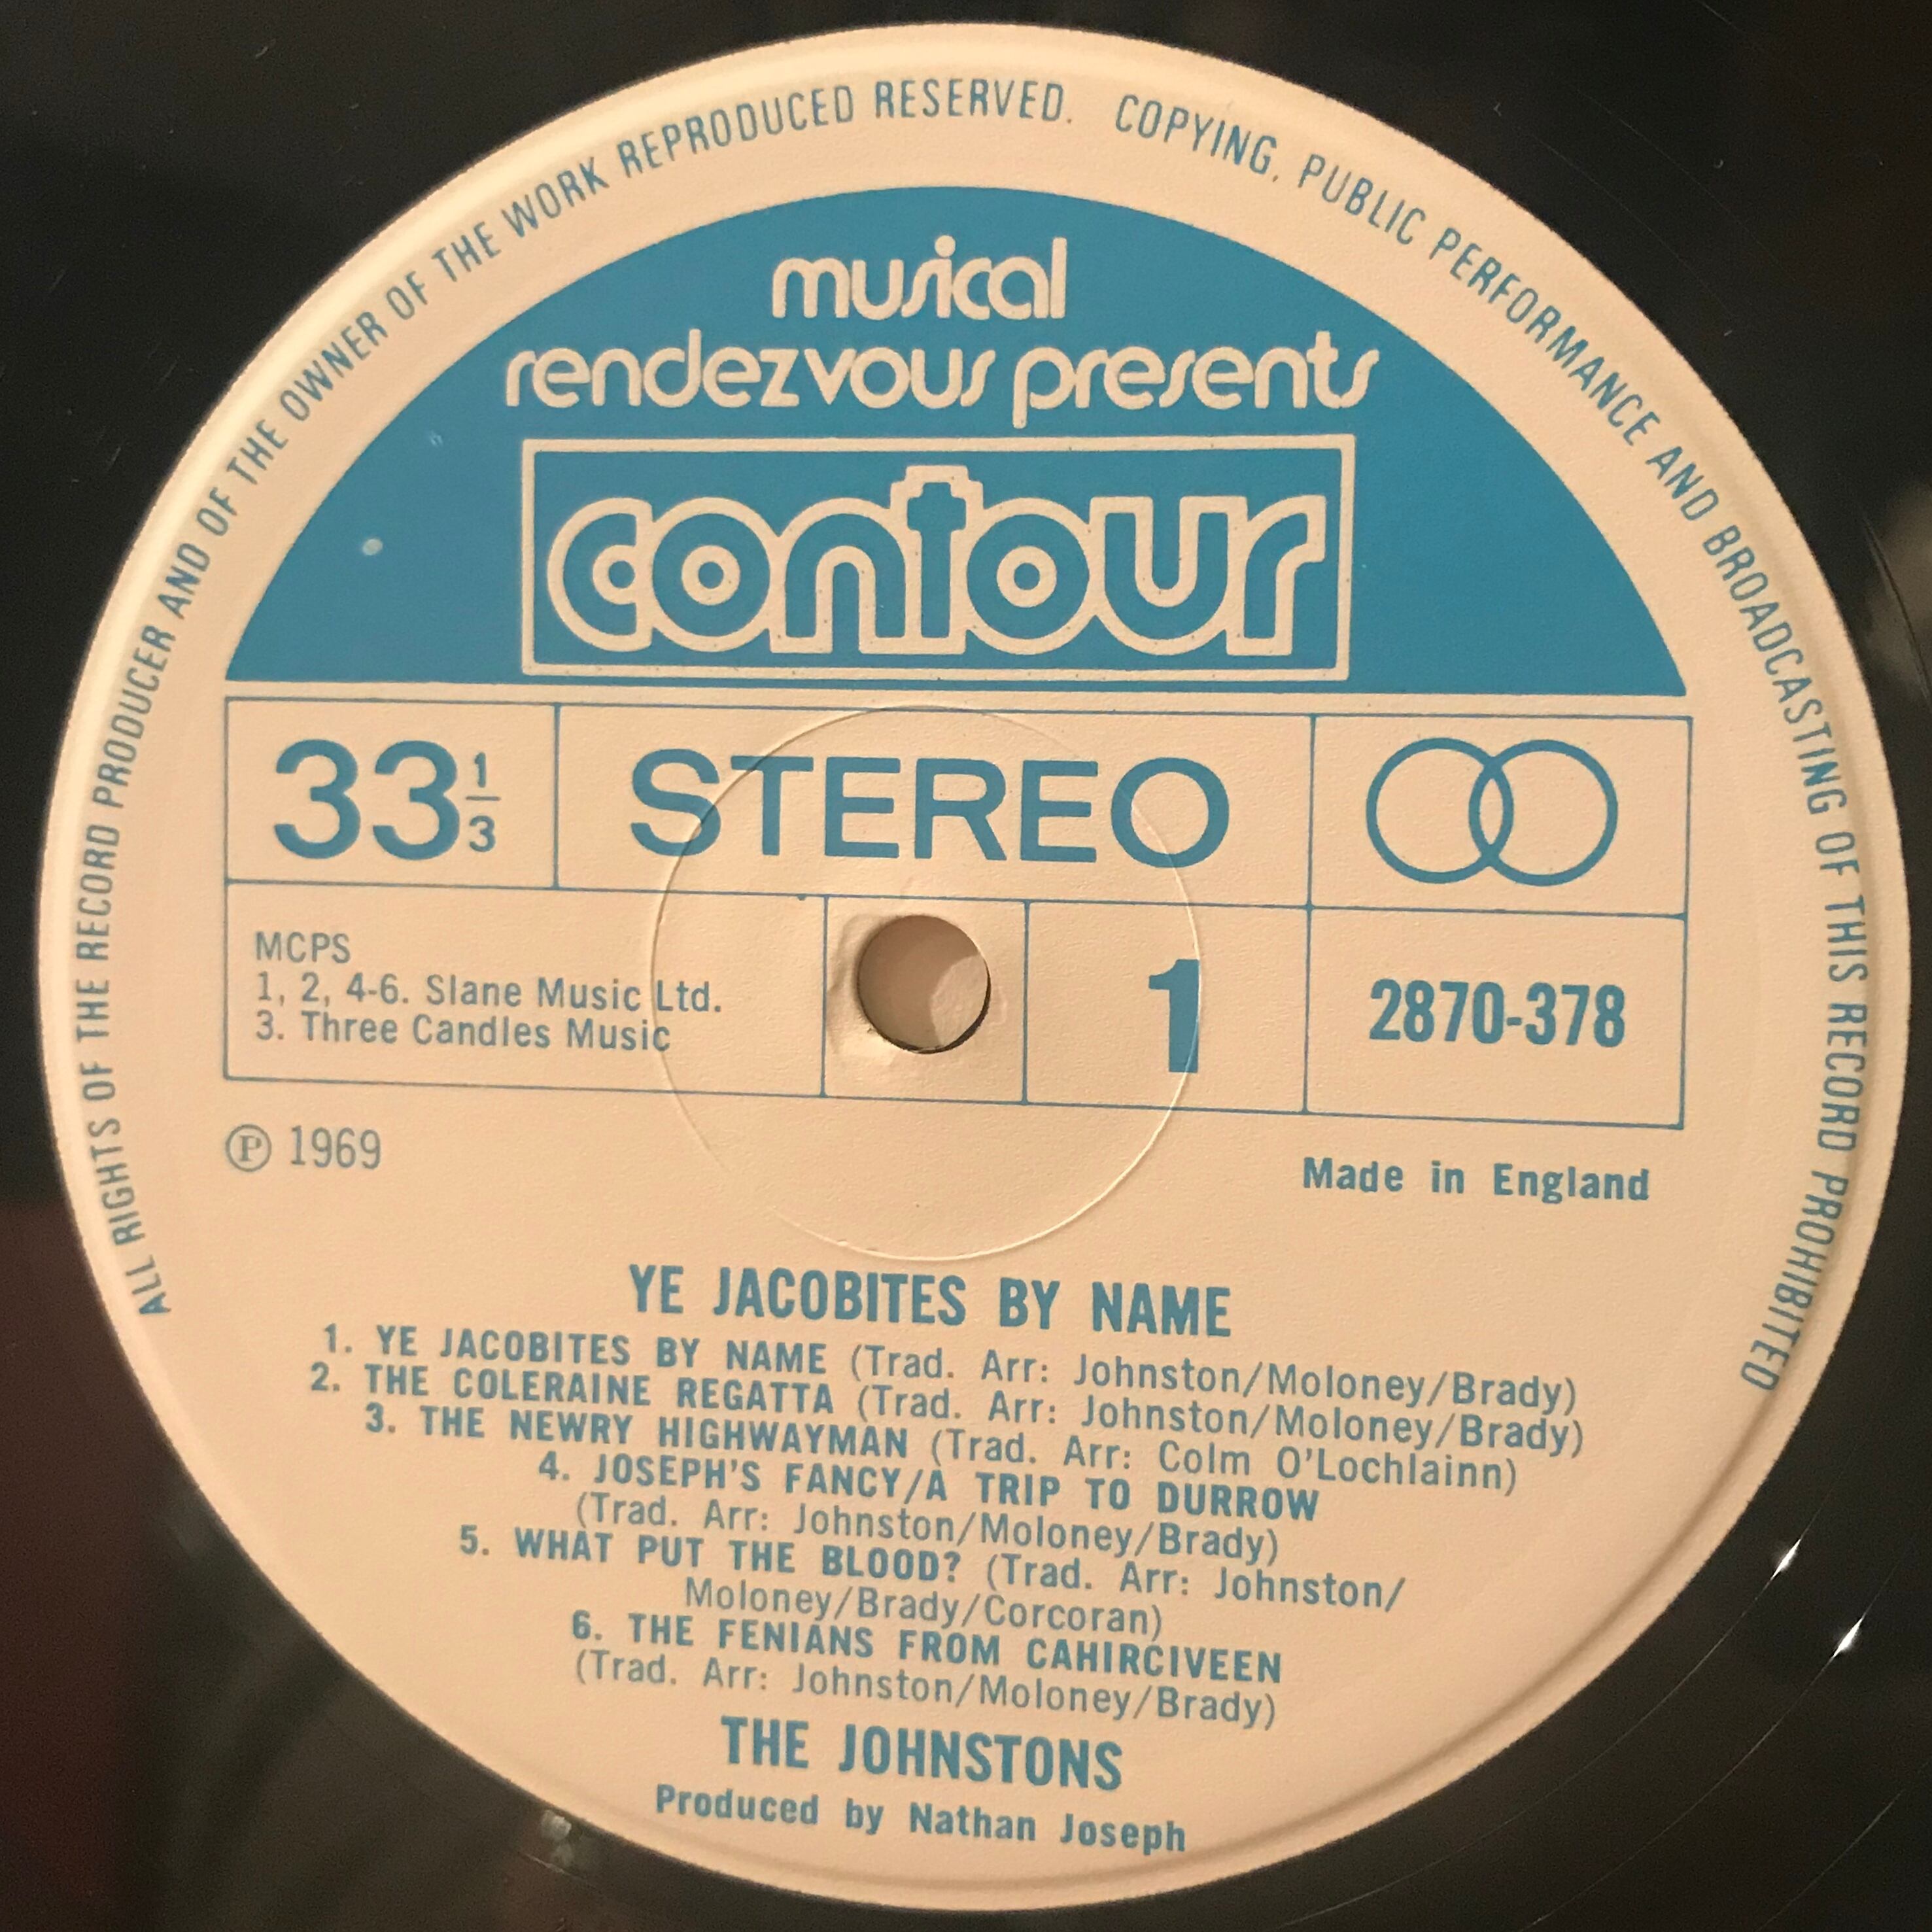 ALL RIGHTS OF THE RECORD PRODUCER AND OF THE OWNER OF THE WORK REPRODUCED RESERVED. COPYING, PUBLIC PERFORMANCE AND BROADCASTING OF THIS RECORD PROHIBITED
musical
rendezvous presents
contour
33 1/3
STEREO
MCPS
1, 2, 4-6. Slane Music Ltd.
3. Three Candles Music
1
2870-378
Ⓟ 1969
Made in England
YE JACOBITES BY NAME
1. YE JACOBITES BY NAME (Trad. Arr: Johnston/Moloney/Brady)
2. THE COLERAINE REGATTA (Trad. Arr: Johnston/Moloney/Brady)
3. THE NEWRY HIGHWAYMAN (Trad. Arr: Colm O'Lochlainn)
4. JOSEPH'S FANCY/A TRIP TO DURROW
(Trad. Arr: Johnston/Moloney/Brady)
5. WHAT PUT THE BLOOD? (Trad. Arr: Johnston/
Moloney/Brady/Corcoran)
6. THE FENIANS FROM CAHIRCIVEEN
(Trad. Arr: Johnston/Moloney/Brady)
THE JOHNSTONS
Produced by Nathan Joseph